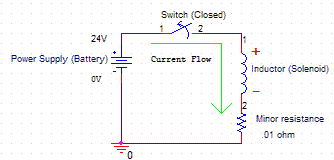 Switch (Closed)
1 2
24V
1
+
Power Supply (Battery)
+
Current Flow
Inductor (Solenoid)
0V
-
−
2
Minor resistance
.01 ohm
0